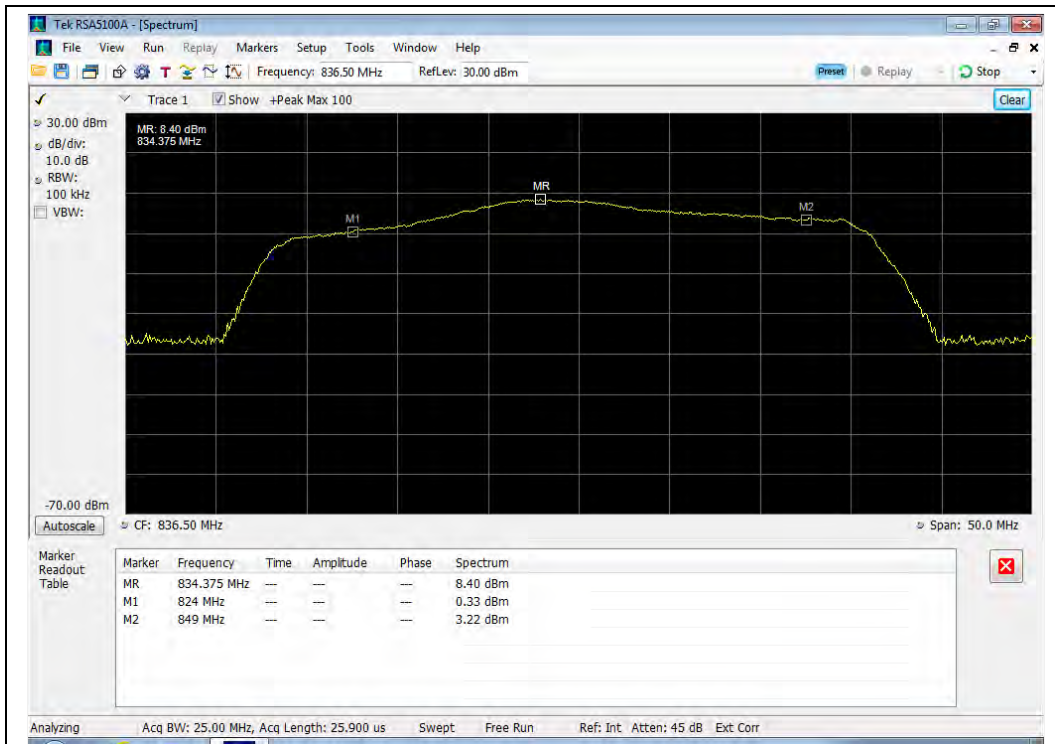 Tek RSA5100A - [Spectrum]
File View Run Replay Markers Setup Tools Window Help
T Frequency: 836.50 MHz RefLev: 30.00 dBm Preset Replay Stop
Trace 1 Show +Peak Max 100 Clear
30.00 dBm
dB/div:
10.0 dB
RBW:
100 kHz
VBW:
MR: 8.40 dBm
834.375 MHz
MR
M1
M2
-70.00 dBm
Autoscale CF: 836.50 MHz Span: 50.0 MHz
Marker
Readout
Table
Marker Frequency Time Amplitude Phase Spectrum
MR 834.375 MHz --- --- --- 8.40 dBm
M1 824 MHz --- --- --- 0.33 dBm
M2 849 MHz --- --- --- 3.22 dBm
Analyzing Acq BW: 25.00 MHz, Acq Length: 25.900 us Swept Free Run Ref: Int Atten: 45 dB Ext Corr